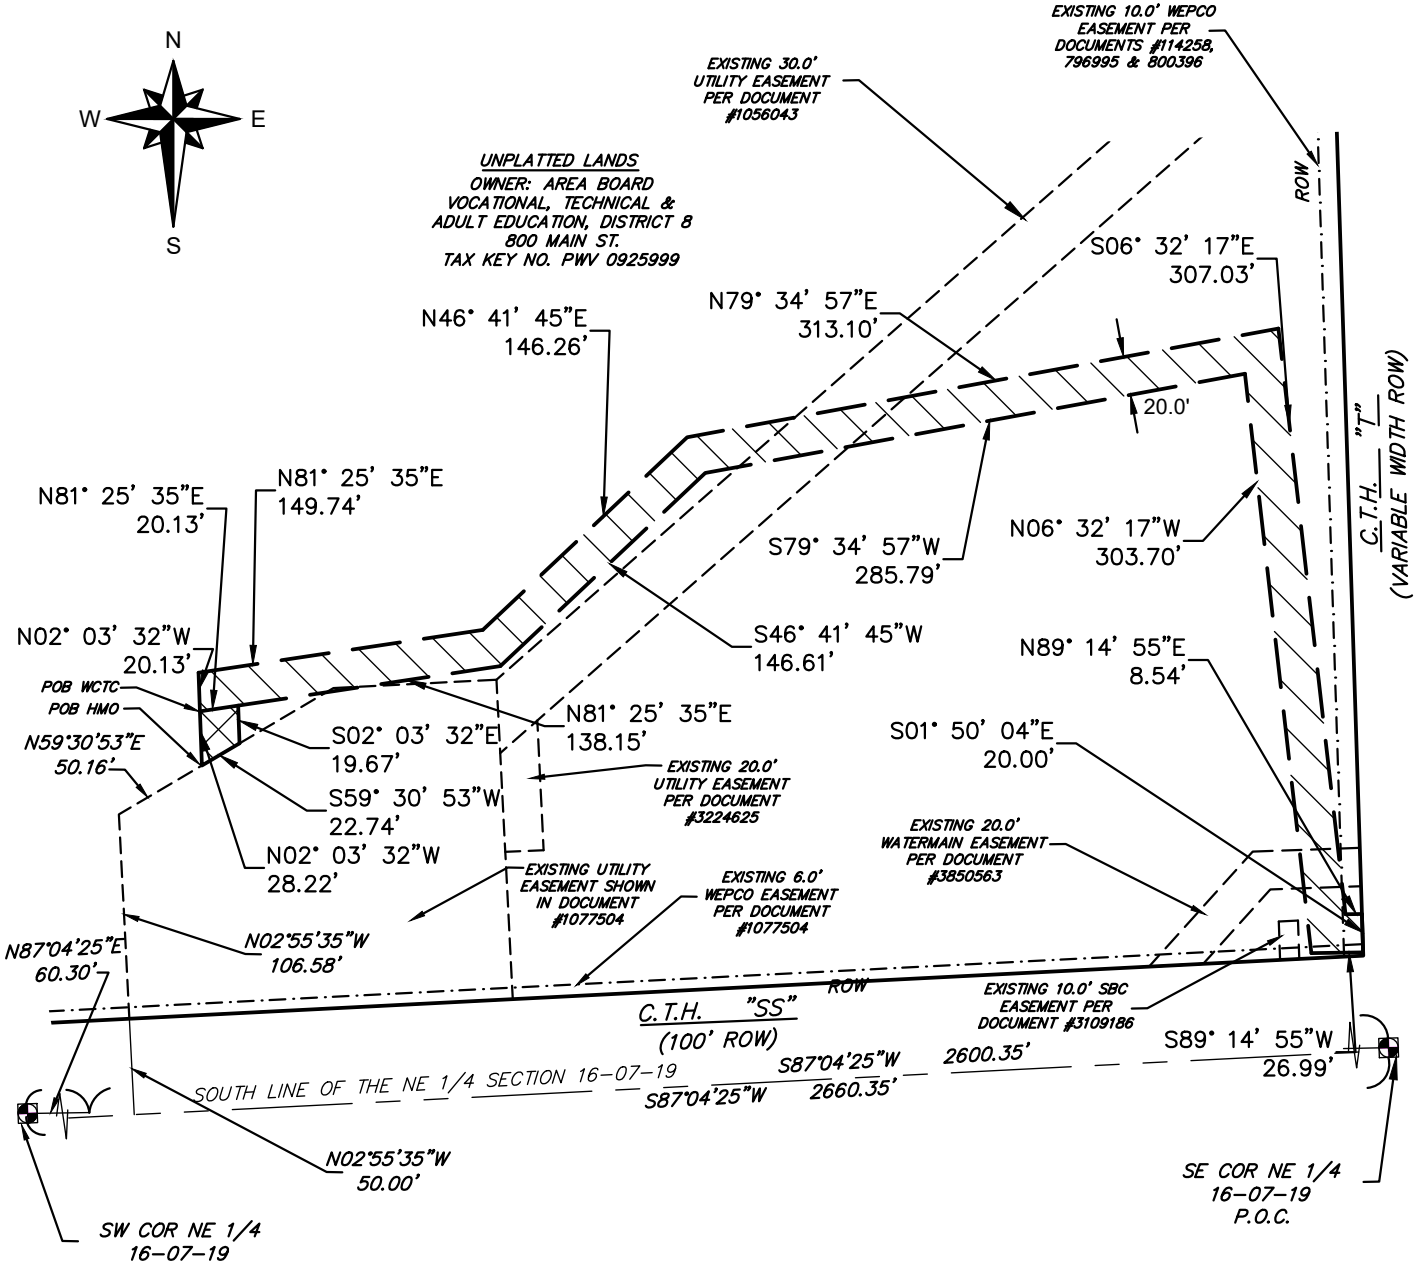 N
W
E
S
EXISTING 10.0' WEPCO
EASEMENT PER
DOCUMENTS #114258,
796995 & 800396
EXISTING 30.0'
UTILITY EASEMENT
PER DOCUMENT
#1056043
UNPLATTED LANDS
OWNER: AREA BOARD
VOCATIONAL, TECHNICAL &
ADULT EDUCATION, DISTRICT 8
800 MAIN ST.
TAX KEY NO. PWV 0925999
ROW
S06° 32' 17"E
307.03'
N79° 34' 57"E
313.10'
N46° 41' 45"E
146.26'
20.0'
C.T.H. "T"
(VARIABLE WIDTH ROW)
N81° 25' 35"E
149.74'
N81° 25' 35"E
20.13'
N06° 32' 17"W
303.70'
S79° 34' 57"W
285.79'
N02° 03' 32"W
20.13'
S46° 41' 45"W
146.61'
N89° 14' 55"E
8.54'
POB WCTC
POB HMO
N59°30'53"E
50.16'
N81° 25' 35"E
138.15'
S02° 03' 32"E
19.67'
S01° 50' 04"E
20.00'
EXISTING 20.0'
UTILITY EASEMENT
PER DOCUMENT
#3224625
S59° 30' 53"W
22.74'
N02° 03' 32"W
28.22'
EXISTING 20.0'
WATERMAIN EASEMENT
PER DOCUMENT
#3850563
EXISTING UTILITY
EASEMENT SHOWN
IN DOCUMENT
#1077504
EXISTING 6.0'
WEPCO EASEMENT
PER DOCUMENT
#1077504
N02°55'35"W
106.58'
N87°04'25"E
60.30'
ROW
EXISTING 10.0' SBC
EASEMENT PER
DOCUMENT #3109186
C.T.H. "SS"
(100' ROW)
S89° 14' 55"W
26.99'
S87°04'25"W 2600.35'
SOUTH LINE OF THE NE 1/4 SECTION 16-07-19
S87°04'25"W 2660.35'
N02°55'35"W
50.00'
SE COR NE 1/4
16-07-19
P.O.C.
SW COR NE 1/4
16-07-19